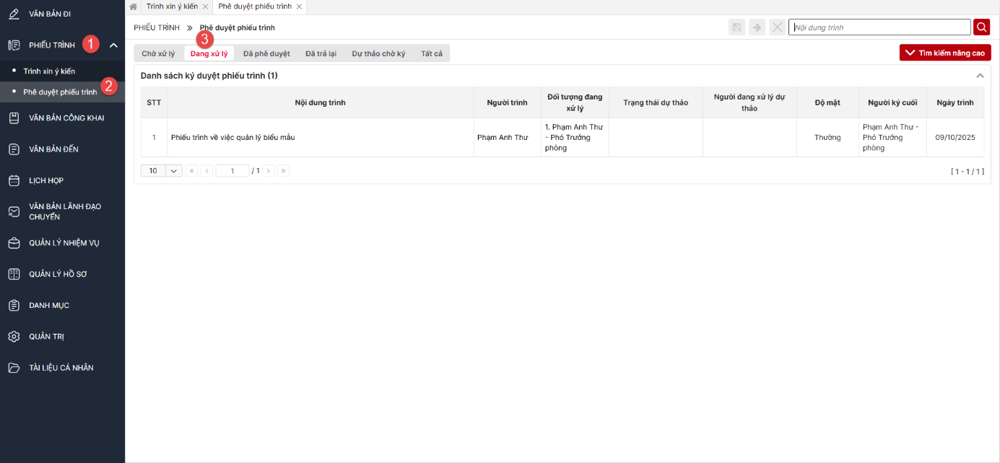 VĂN BẢN ĐI
PHIẾU TRÌNH
1
Trình xin ý kiến
Phê duyệt phiếu trình
2
VĂN BẢN CÔNG KHAI
VĂN BẢN ĐẾN
LỊCH HỌP
VĂN BẢN LÃNH ĐẠO
CHUYỂN
QUẢN LÝ NHIỆM VỤ
QUẢN LÝ HỒ SƠ
DANH MỤC
QUẢN TRỊ
TÀI LIỆU CÁ NHÂN
Trình xin ý kiến
Phê duyệt phiếu trình
PHIẾU TRÌNH » Phê duyệt phiếu trình
Nội dung trình
3
Chờ xử lý Đang xử lý Đã phê duyệt Đã trả lại Dự thảo chờ ký Tất cả
Tìm kiếm nâng cao
Danh sách ký duyệt phiếu trình (1)
STT
Nội dung trình
Người trình
Đối tượng đang
xử lý
Trạng thái dự thảo
Người đang xử lý dự
thảo
Độ mật
Người ký cuối
Ngày trình
1
Phiếu trình về việc quản lý biểu mẫu
Phạm Anh Thư
1. Phạm Anh Thư
- Phó Trưởng
phòng
Thường
Phạm Anh Thư -
Phó Trưởng
phòng
09/10/2025
10
« ‹ 1 / 1 › »
[ 1 - 1 / 1 ]